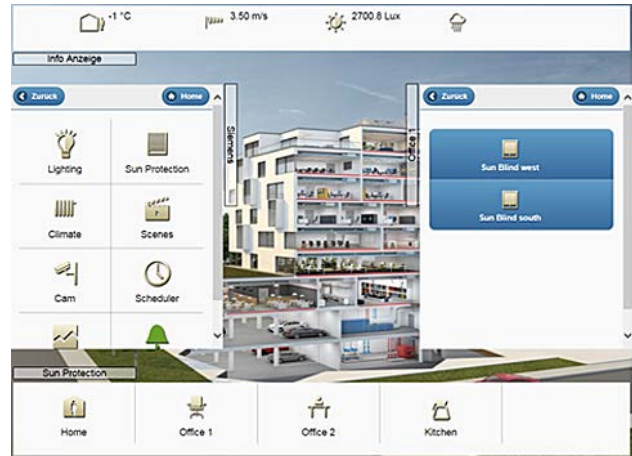 -1 °C
3.50 m/s
2700.8 Lux
Info Anzeige
Zurück
Home
Siemens
Office 1
Zurück
Home
Lighting
Sun Protection
Climate
Scenes
Cam
Scheduler
Sun Blind west
Sun Blind south
Sun Protection
Home
Office 1
Office 2
Kitchen